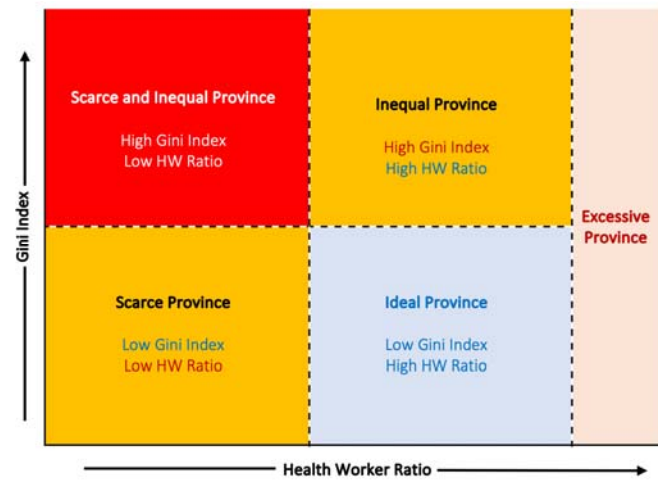 Scarce and Inequal Province
High Gini Index
Low HW Ratio
Inequal Province
High Gini Index
High HW Ratio
Excessive
Province
Scarce Province
Low Gini Index
Low HW Ratio
Ideal Province
Low Gini Index
High HW Ratio
Gini Index
Health Worker Ratio